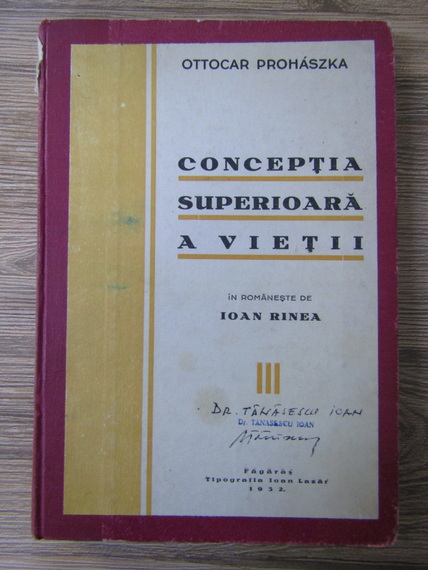 OTTOCAR PROHÁSZKA
CONCEPȚIA
SUPERIOARĂ
A VIEȚII
ÎN ROMÂNEȘTE DE
IOAN RINEA
III
DR. TĂNĂSESCU IOAN
Dr. TANASESCU IOAN
Făgăraș
Tipografia Ioan Lazăr
1932.